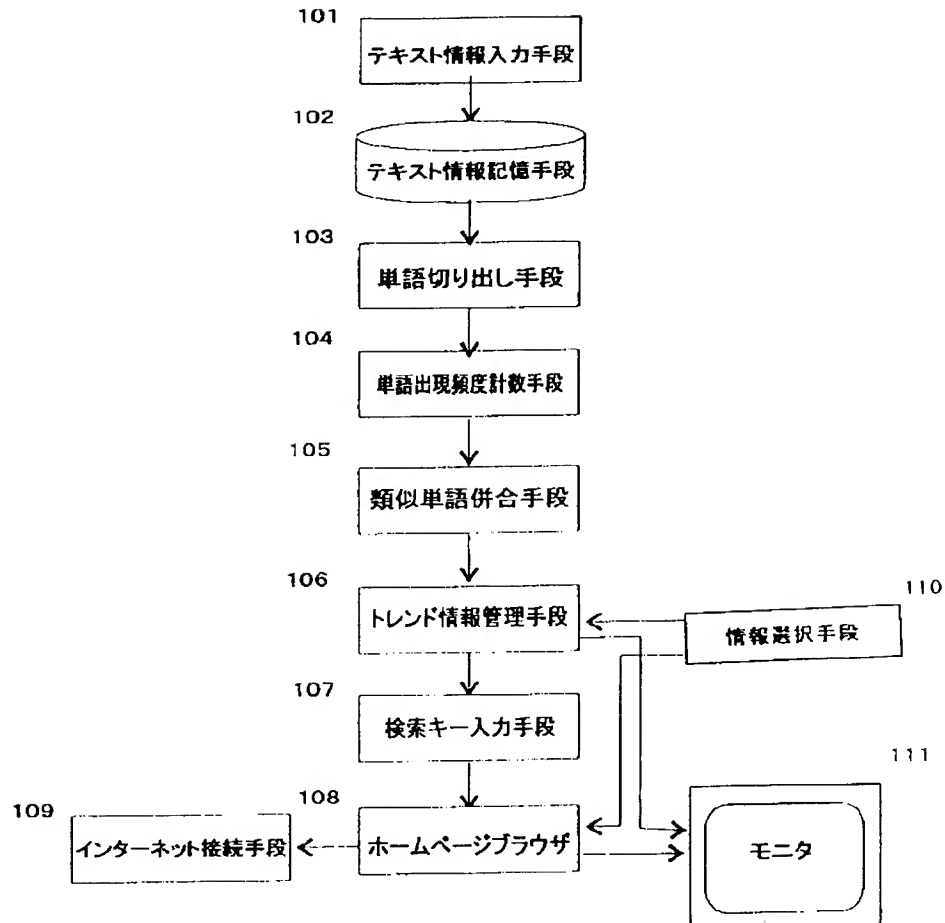 101
テキスト情報入力手段
102
テキスト情報記憶手段
103
単語切り出し手段
104
単語出現頻度計数手段
105
類似単語併合手段
106
トレンド情報管理手段
110
情報選択手段
107
検索キー入力手段
111
モニタ
108
ホームページブラウザ
109
インターネット接続手段